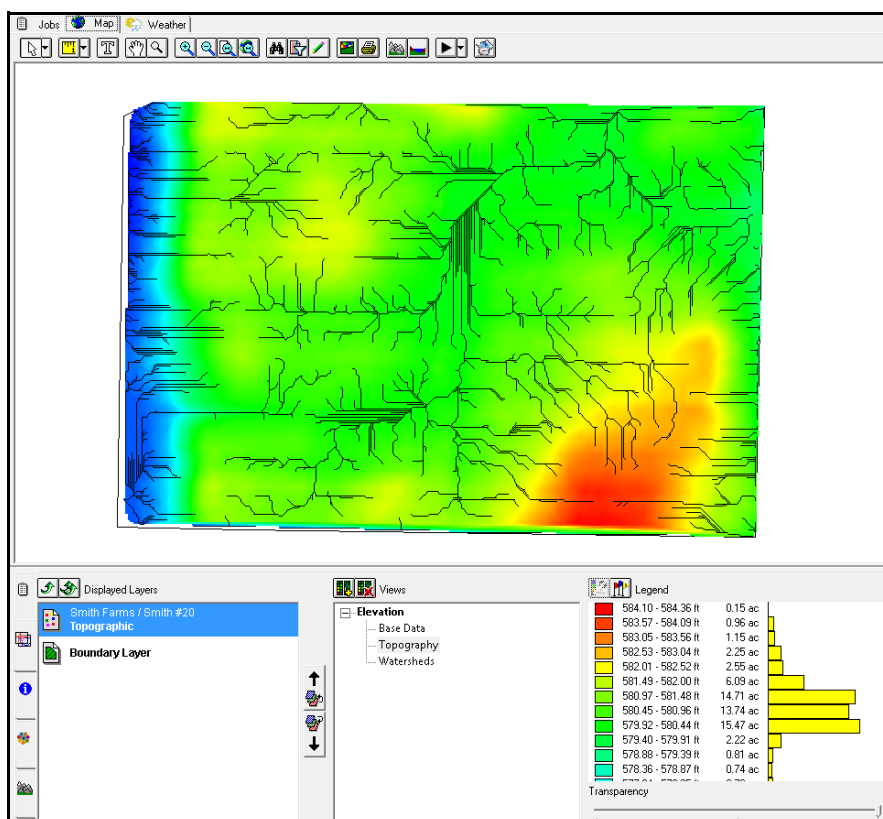 Jobs Map Weather
Displayed Layers
Smith Farms / Smith #20
Topographic
Boundary Layer
Views
Elevation
Base Data
Topography
Watersheds
Legend
584.10 - 584.36 ft 0.15 ac
583.57 - 584.09 ft 0.96 ac
583.05 - 583.56 ft 1.15 ac
582.53 - 583.04 ft 2.25 ac
582.01 - 582.52 ft 2.55 ac
581.49 - 582.00 ft 6.09 ac
580.97 - 581.48 ft 14.71 ac
580.45 - 580.96 ft 13.74 ac
579.92 - 580.44 ft 15.47 ac
579.40 - 579.91 ft 2.22 ac
578.88 - 579.39 ft 0.81 ac
578.36 - 578.87 ft 0.74 ac
Transparency